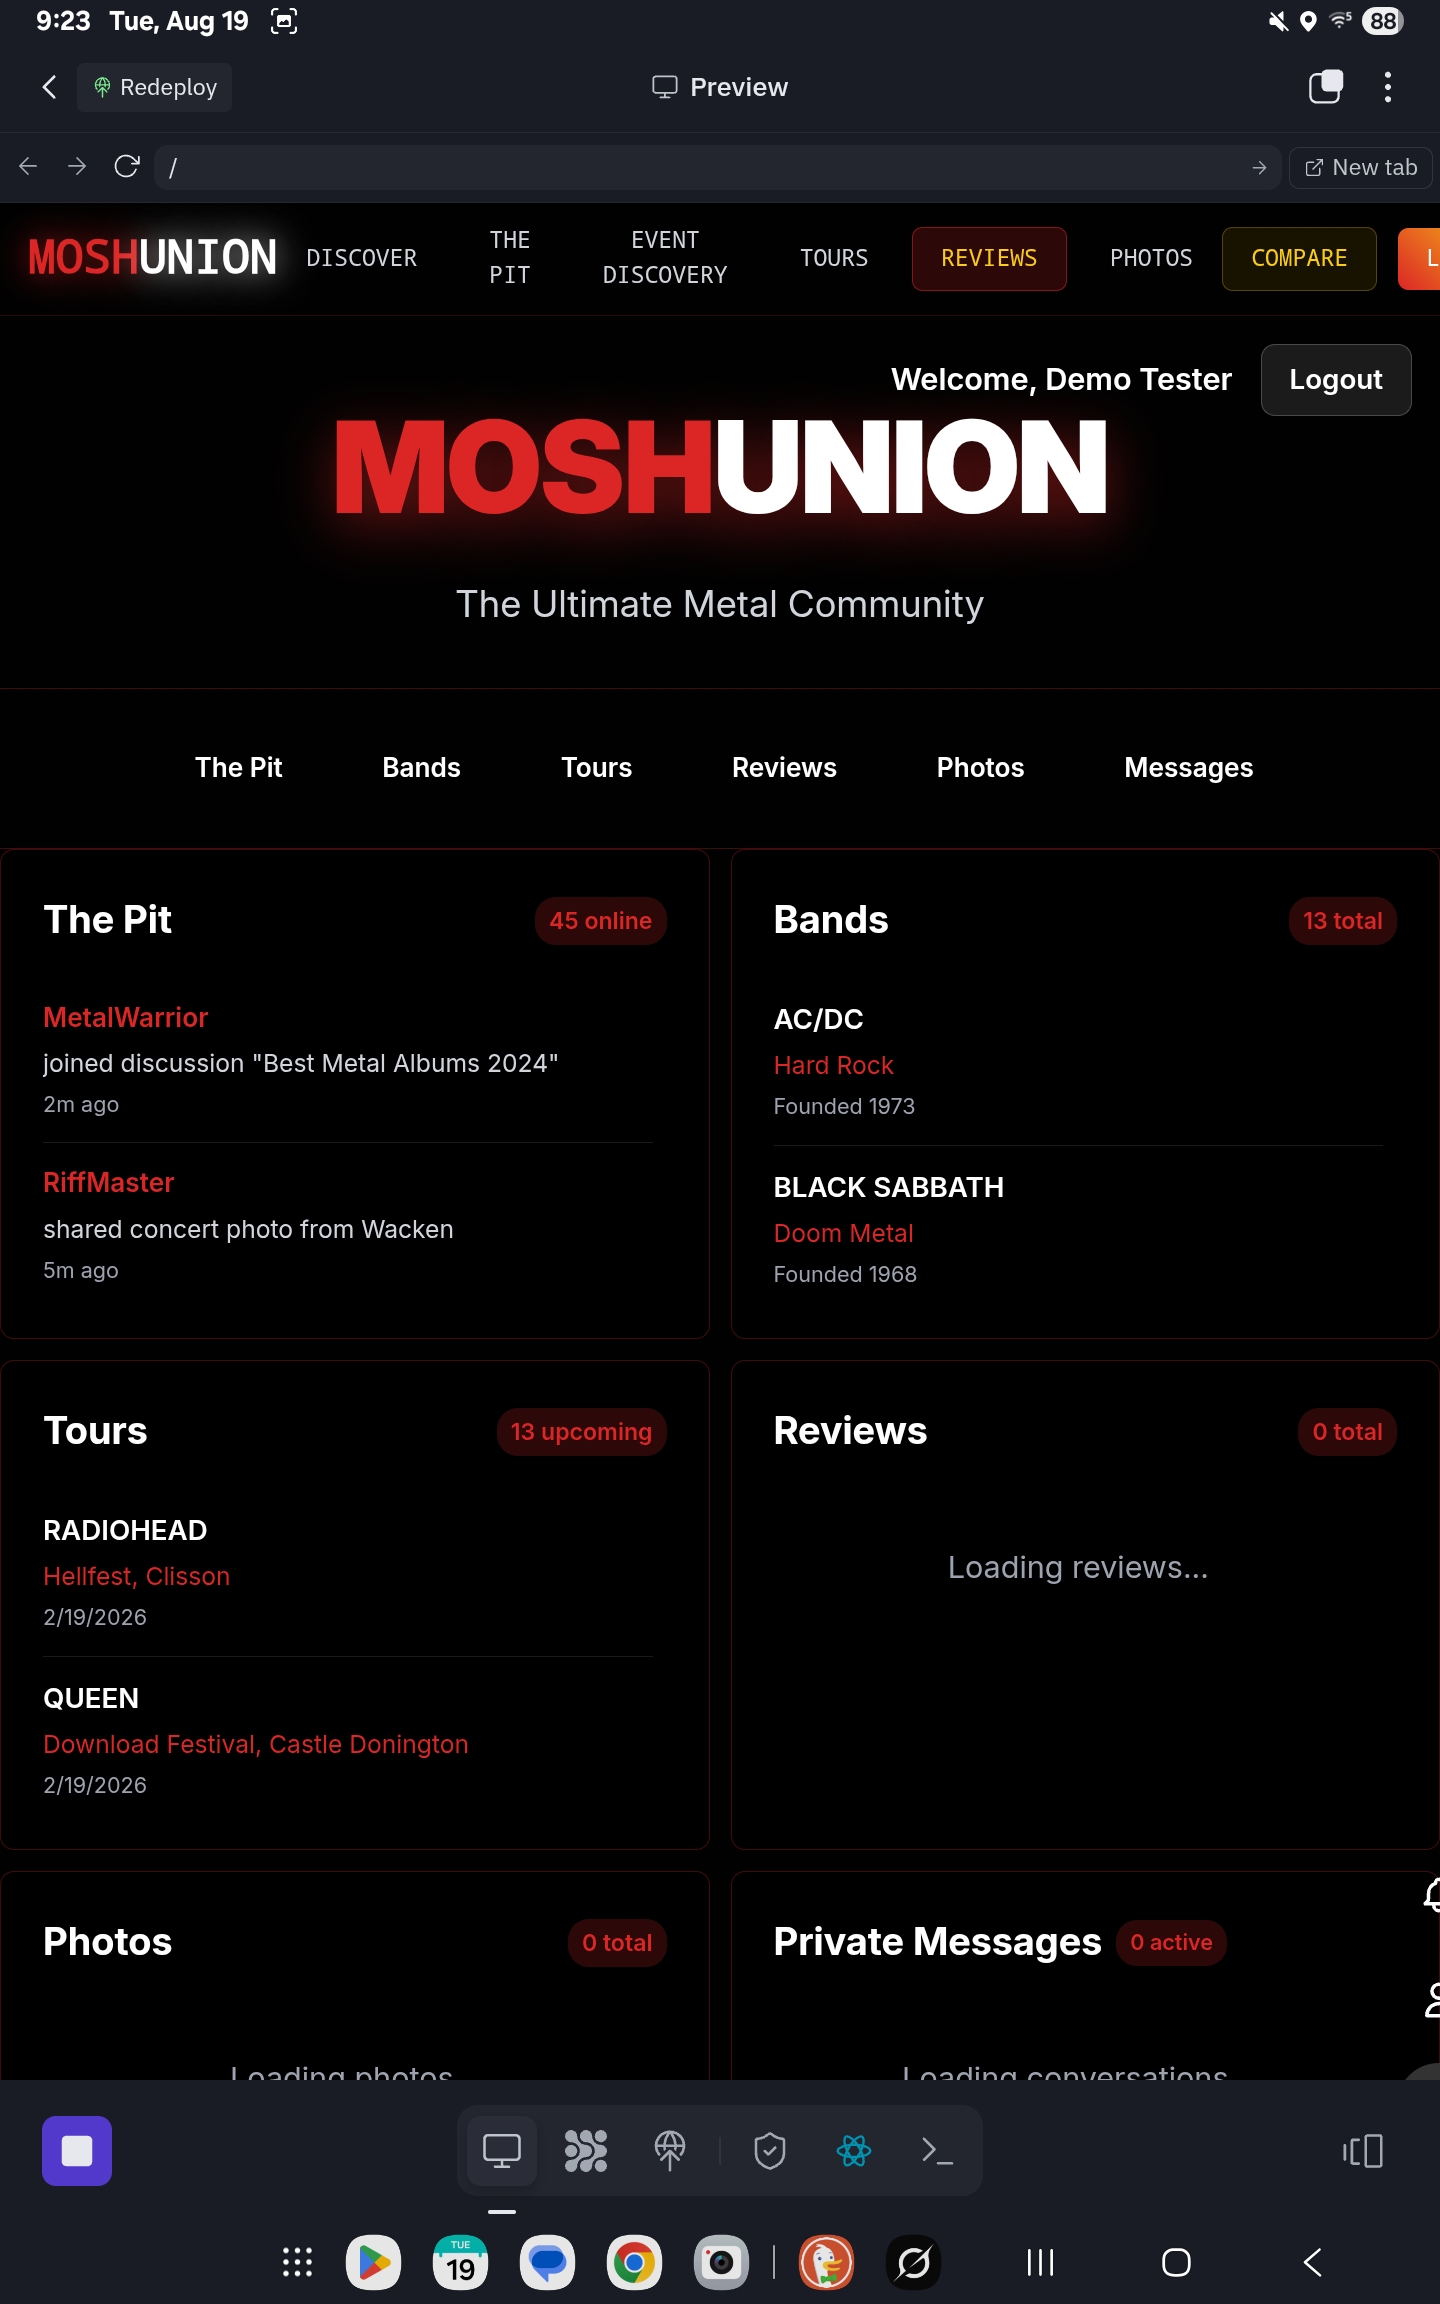 9:23 Tue, Aug 19
88
Redeploy
Preview
/
New tab
MOSHUNION
DISCOVER
THE
PIT
EVENT
DISCOVERY
TOURS
REVIEWS
PHOTOS
COMPARE
L
Welcome, Demo Tester
Logout
MOSHUNION
The Ultimate Metal Community
The Pit Bands Tours Reviews Photos Messages
The Pit
45 online
MetalWarrior
joined discussion "Best Metal Albums 2024"
2m ago
RiffMaster
shared concert photo from Wacken
5m ago
Bands
13 total
AC/DC
Hard Rock
Founded 1973
BLACK SABBATH
Doom Metal
Founded 1968
Tours
13 upcoming
RADIOHEAD
Hellfest, Clisson
2/19/2026
QUEEN
Download Festival, Castle Donington
2/19/2026
Reviews
0 total
Loading reviews...
Photos
0 total
Loading photos
Private Messages
0 active
Loading conversations
TUE
19